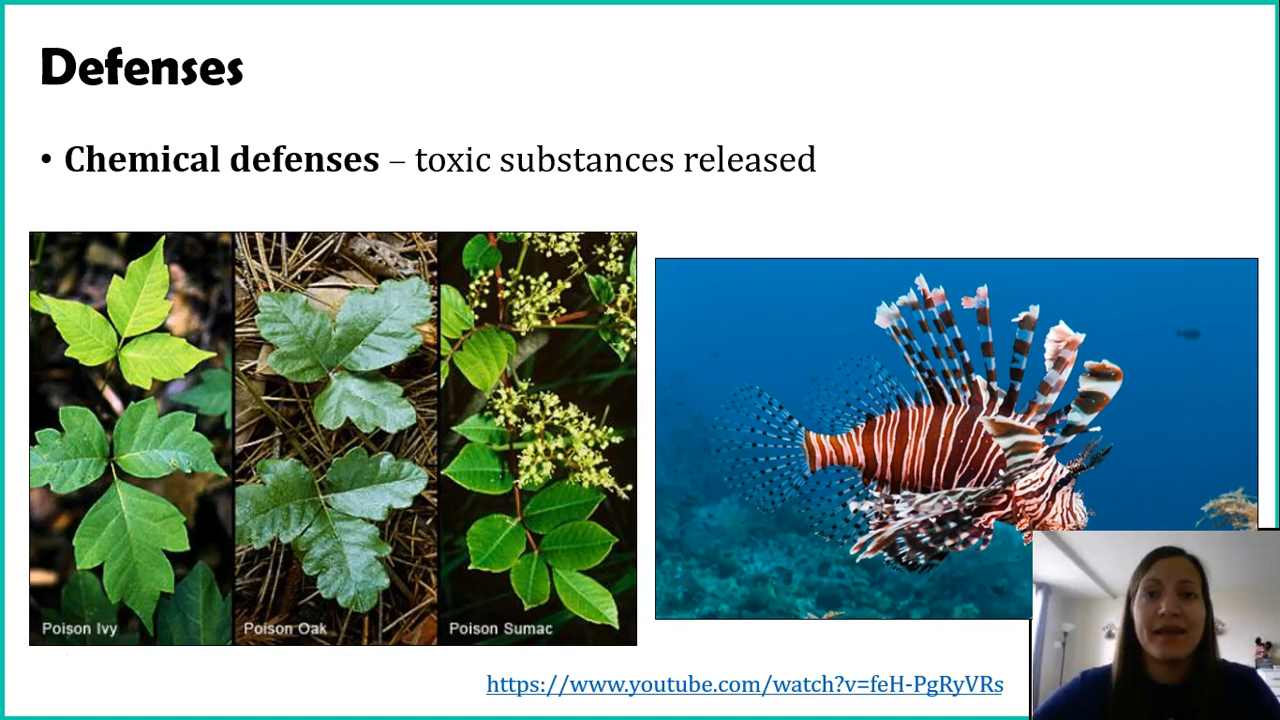 Defenses
• Chemical defenses – toxic substances released
Poison Ivy
Poison Oak
Poison Sumac
https://www.youtube.com/watch?v=feH-PgRyVRs